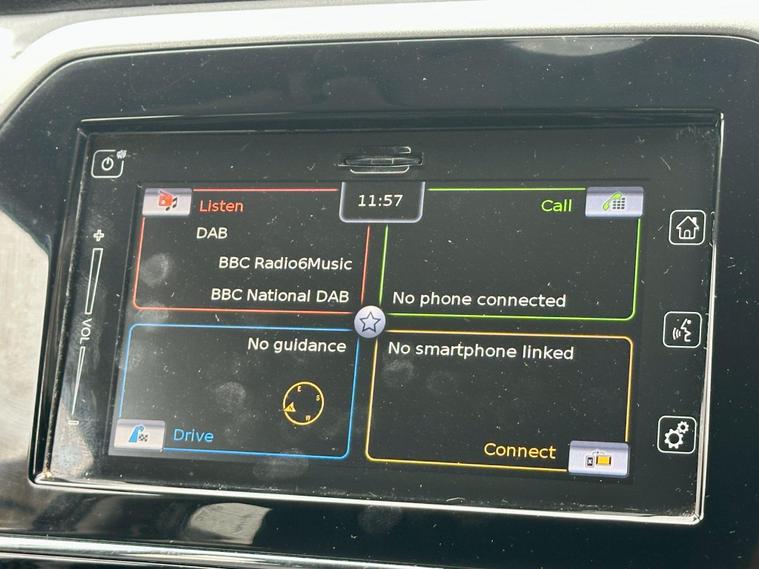 11:57
Listen
DAB
BBC Radio6Music
BBC National DAB
Call
No phone connected
No guidance
E
S
W
Drive
No smartphone linked
Connect
+
VOL
-